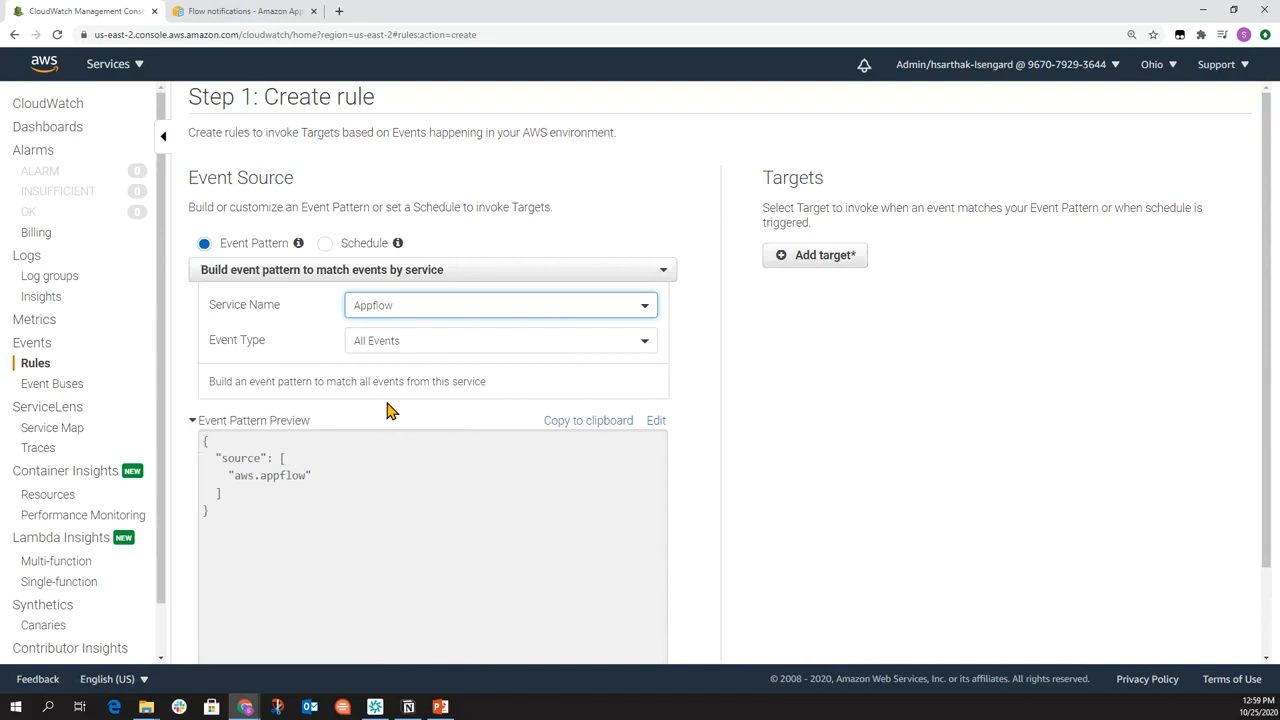 CloudWatch Management Cons
Flow notifications - Amazon App
us-east-2.console.aws.amazon.com/cloudwatch/home?region=us-east-2#rules:action=create
S
aws
Services
Admin/hsarthak-Isengard @ 9670-7929-3644
Ohio
Support
CloudWatch
Dashboards
Alarms
ALARM 0
INSUFFICIENT 0
OK 0
Billing
Logs
Log groups
Insights
Metrics
Events
Rules
Event Buses
ServiceLens
Service Map
Traces
Container Insights NEW
Resources
Performance Monitoring
Lambda Insights NEW
Multi-function
Single-function
Synthetics
Canaries
Contributor Insights
Step 1: Create rule
Create rules to invoke Targets based on Events happening in your AWS environment.
Event Source
Build or customize an Event Pattern or set a Schedule to invoke Targets.
Event Pattern
Schedule
Build event pattern to match events by service
Service Name
Appflow
Event Type
All Events
Build an event pattern to match all events from this service
Event Pattern Preview
Copy to clipboard
Edit
{
"source": [
"aws.appflow"
]
}
Targets
Select Target to invoke when an event matches your Event Pattern or when schedule is
triggered.
Add target*
Feedback
English (US)
© 2008 - 2020, Amazon Web Services, Inc. or its affiliates. All rights reserved.
Privacy Policy
Terms of Use
12:59 PM
10/25/2020